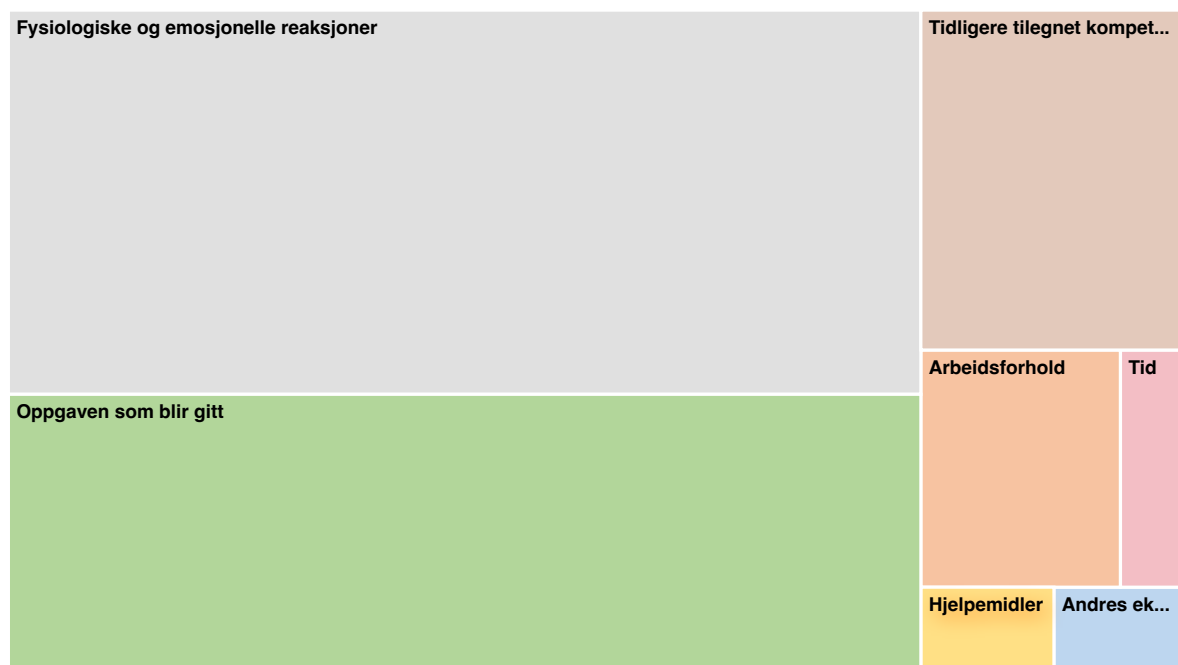 Fysiologiske og emosjonelle reaksjoner
Tidligere tilegnet kompet...
Oppgaven som blir gitt
Arbeidsforhold
Tid
Hjelpemidler
Andres ek...